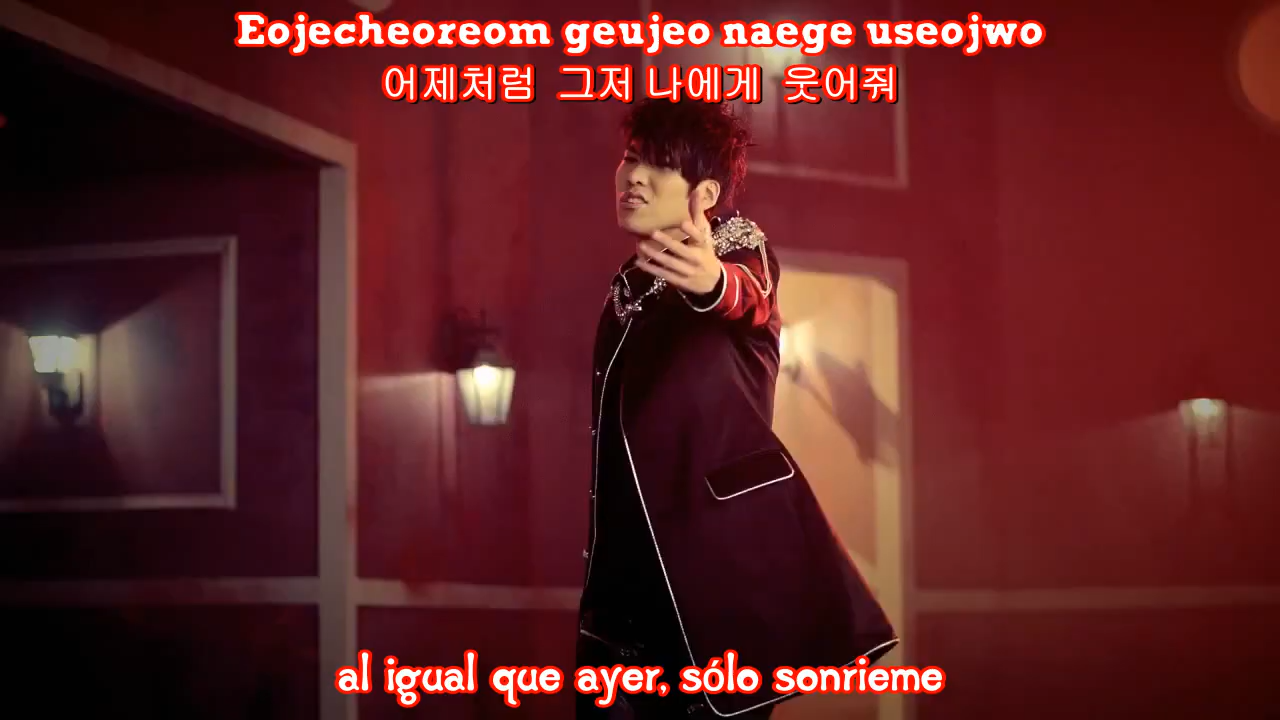 Eojecheoreom geujeo naege useojwo
어제처럼 그저 나에게 웃어줘
al igual que ayer, sólo sonrieme